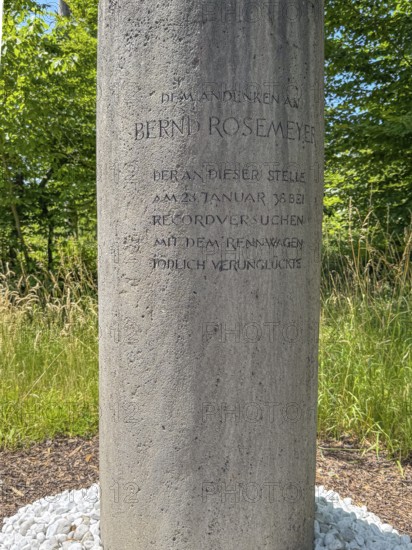 DEM ANDENKEN AN
BERND ROSEMEYER
DER AN DIESER STELLE
AM 28. JANUAR 38 BEI
RECORDVERSUCHEN
MIT DEM RENNWAGEN
TÖDLICH VERUNGLÜCKTE